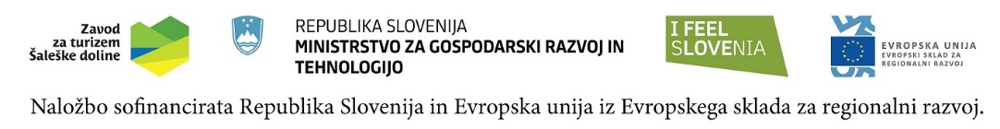 Zavod
za turizem
Šaleške doline
REPUBLIKA SLOVENIJA
MINISTRSTVO ZA GOSPODARSKI RAZVOJ IN
TEHNOLOGIJO
I FEEL
SLOVENIA
EVROPSKA UNIJA
EVROPSKI SKLAD ZA
REGIONALNI RAZVOJ
Naložbo sofinancirata Republika Slovenija in Evropska unija iz Evropskega sklada za regionalni razvoj.